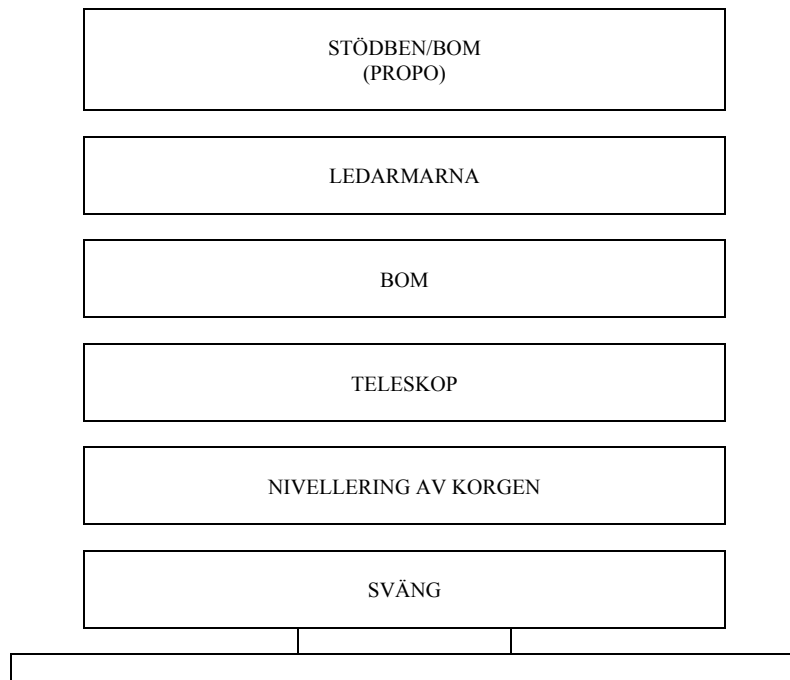 STÖDBEN/BOM
(PROPO)
LEDARMARNA
BOM
TELESKOP
NIVELLERING AV KORGEN
SVÄNG